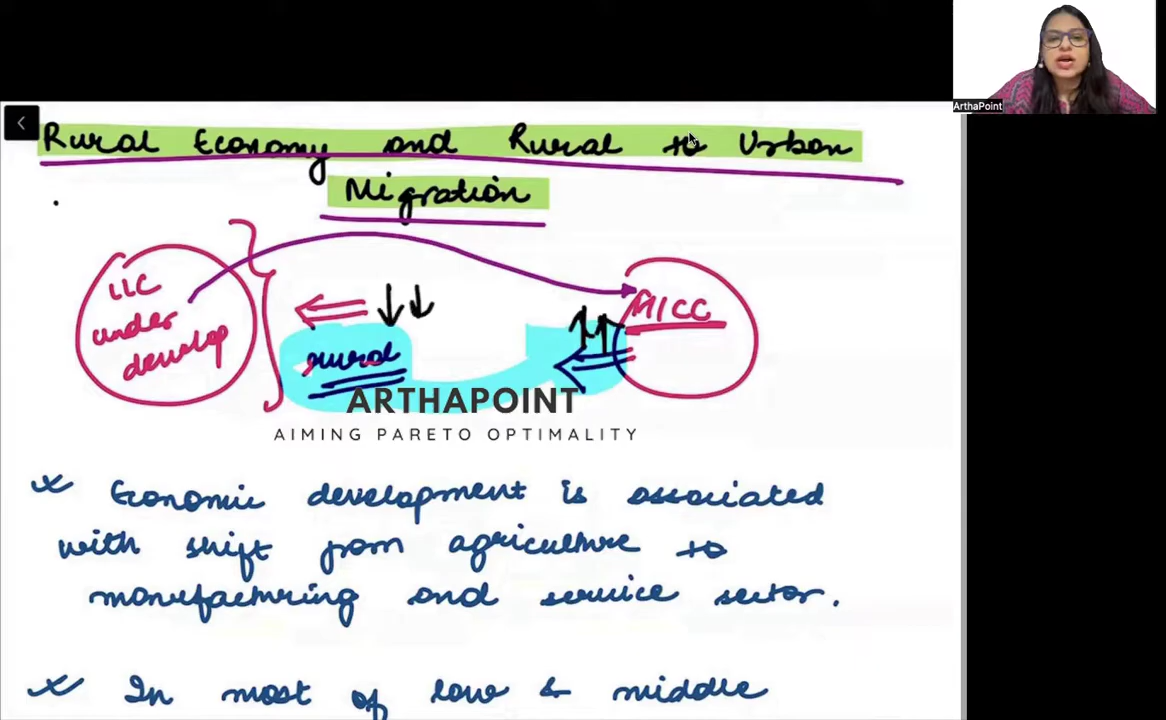 ArthaPoint
Rural Economy and Rural to Urban
Migration
LLC
under
develop
MICC
rural
ARTHAPOINT
AIMING PARETO OPTIMALITY
Economic development is associated
with shift from agriculture to
manufacturing and service sector.
In most of low & middle